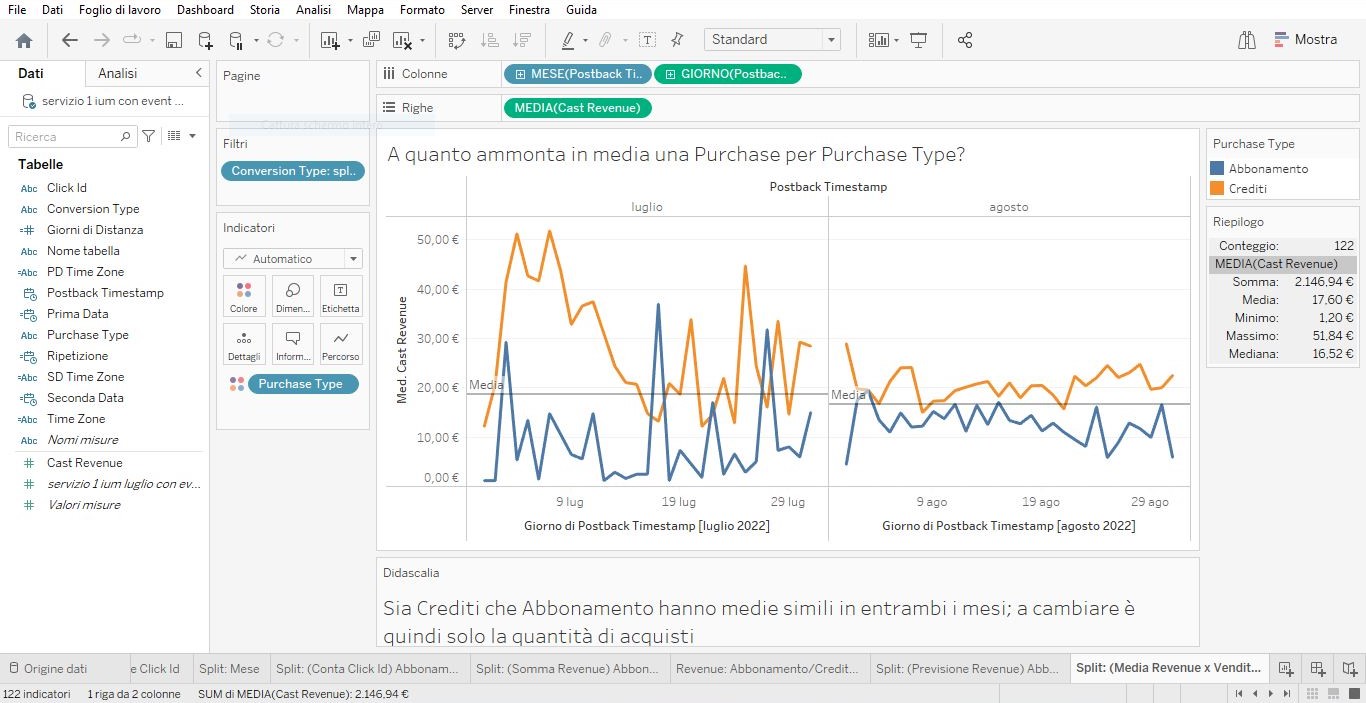 File Dati Foglio di lavoro Dashboard Storia Analisi Mappa Formato Server Finestra Guida
Standard
Mostra
Dati Analisi
servizio 1 ium con event ...
Ricerca
Tabelle
Abc Click Id
Abc Conversion Type
Giorni di Distanza
Abc Nome tabella
=Abc PD Time Zone
Postback Timestamp
Prima Data
Abc Purchase Type
Ripetizione
=Abc SD Time Zone
Seconda Data
=Abc Time Zone
Abc Nomi misure
Cast Revenue
servizio 1 ium luglio con ev...
Valori misure
Pagine
Cattura schermo intero
Filtri
Conversion Type: spl..
Indicatori
Automatico
Colore Dimen... Etichetta
Dettagli Inform... Percorso
Purchase Type
Colonne MESE(Postback Ti.. GIORNO(Postbac..
Righe MEDIA(Cast Revenue)
A quanto ammonta in media una Purchase per Purchase Type?
Postback Timestamp
luglio agosto
Med. Cast Revenue
50,00 €
40,00 €
30,00 €
20,00 €
10,00 €
0,00 €
Media
Media
9 lug 19 lug 29 lug 9 ago 19 ago 29 ago
Giorno di Postback Timestamp [luglio 2022] Giorno di Postback Timestamp [agosto 2022]
Didascalia
Sia Crediti che Abbonamento hanno medie simili in entrambi i mesi; a cambiare è
quindi solo la quantità di acquisti
Purchase Type
Abbonamento
Crediti
Riepilogo
Conteggio: 122
MEDIA(Cast Revenue)
Somma: 2.146,94 €
Media: 17,60 €
Minimo: 1,20 €
Massimo: 51,84 €
Mediana: 16,52 €
Origine dati e Click Id Split: Mese Split: (Conta Click Id) Abbonam... Split: (Somma Revenue) Abbon... Revenue: Abbonamento/Credit... Split: (Previsione Revenue) Abb... Split: (Media Revenue x Vendit...
122 indicatori 1 riga da 2 colonne SUM di MEDIA(Cast Revenue): 2.146,94 €